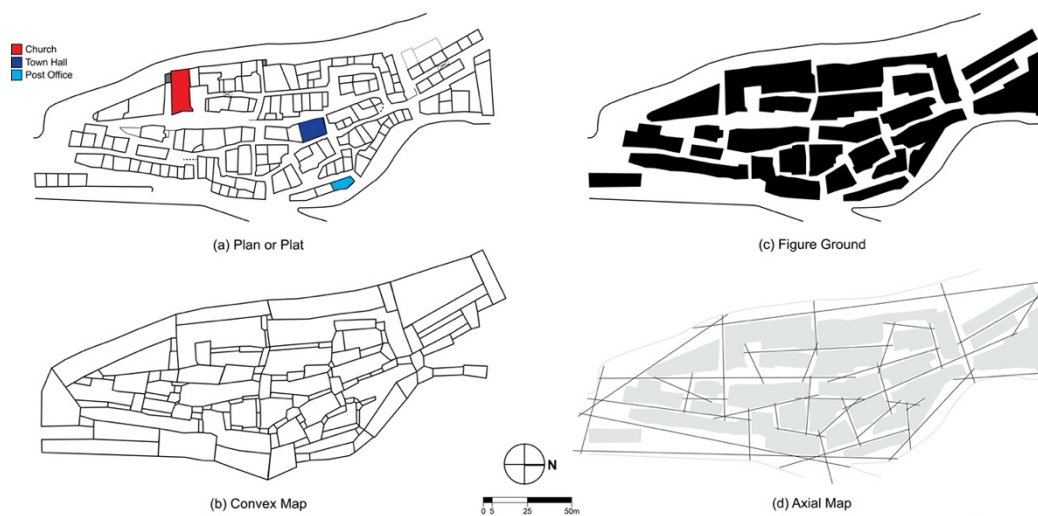 Church
Town Hall
Post Office
(a) Plan or Plat
(c) Figure Ground
(b) Convex Map
N
0 5 25 50m
(d) Axial Map